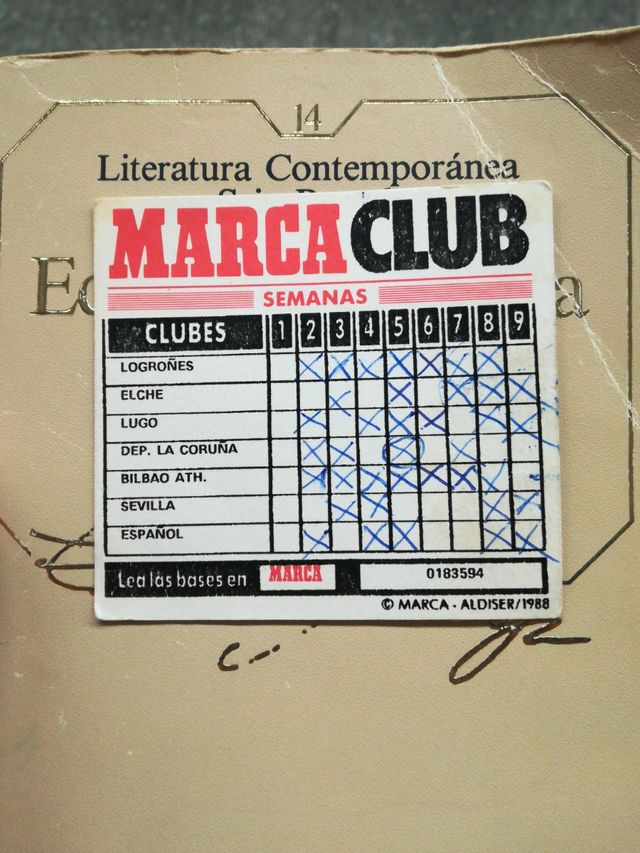 14
Literatura Contemporánea
MARCA CLUB
SEMANAS
CLUBES 1 2 3 4 5 6 7 8 9
LOGROÑES
ELCHE
LUGO
DEP. LA CORUÑA
BILBAO ATH.
SEVILLA
ESPAÑOL
Lea las bases en MARCA 0183594
© MARCA - ALDISER/1988